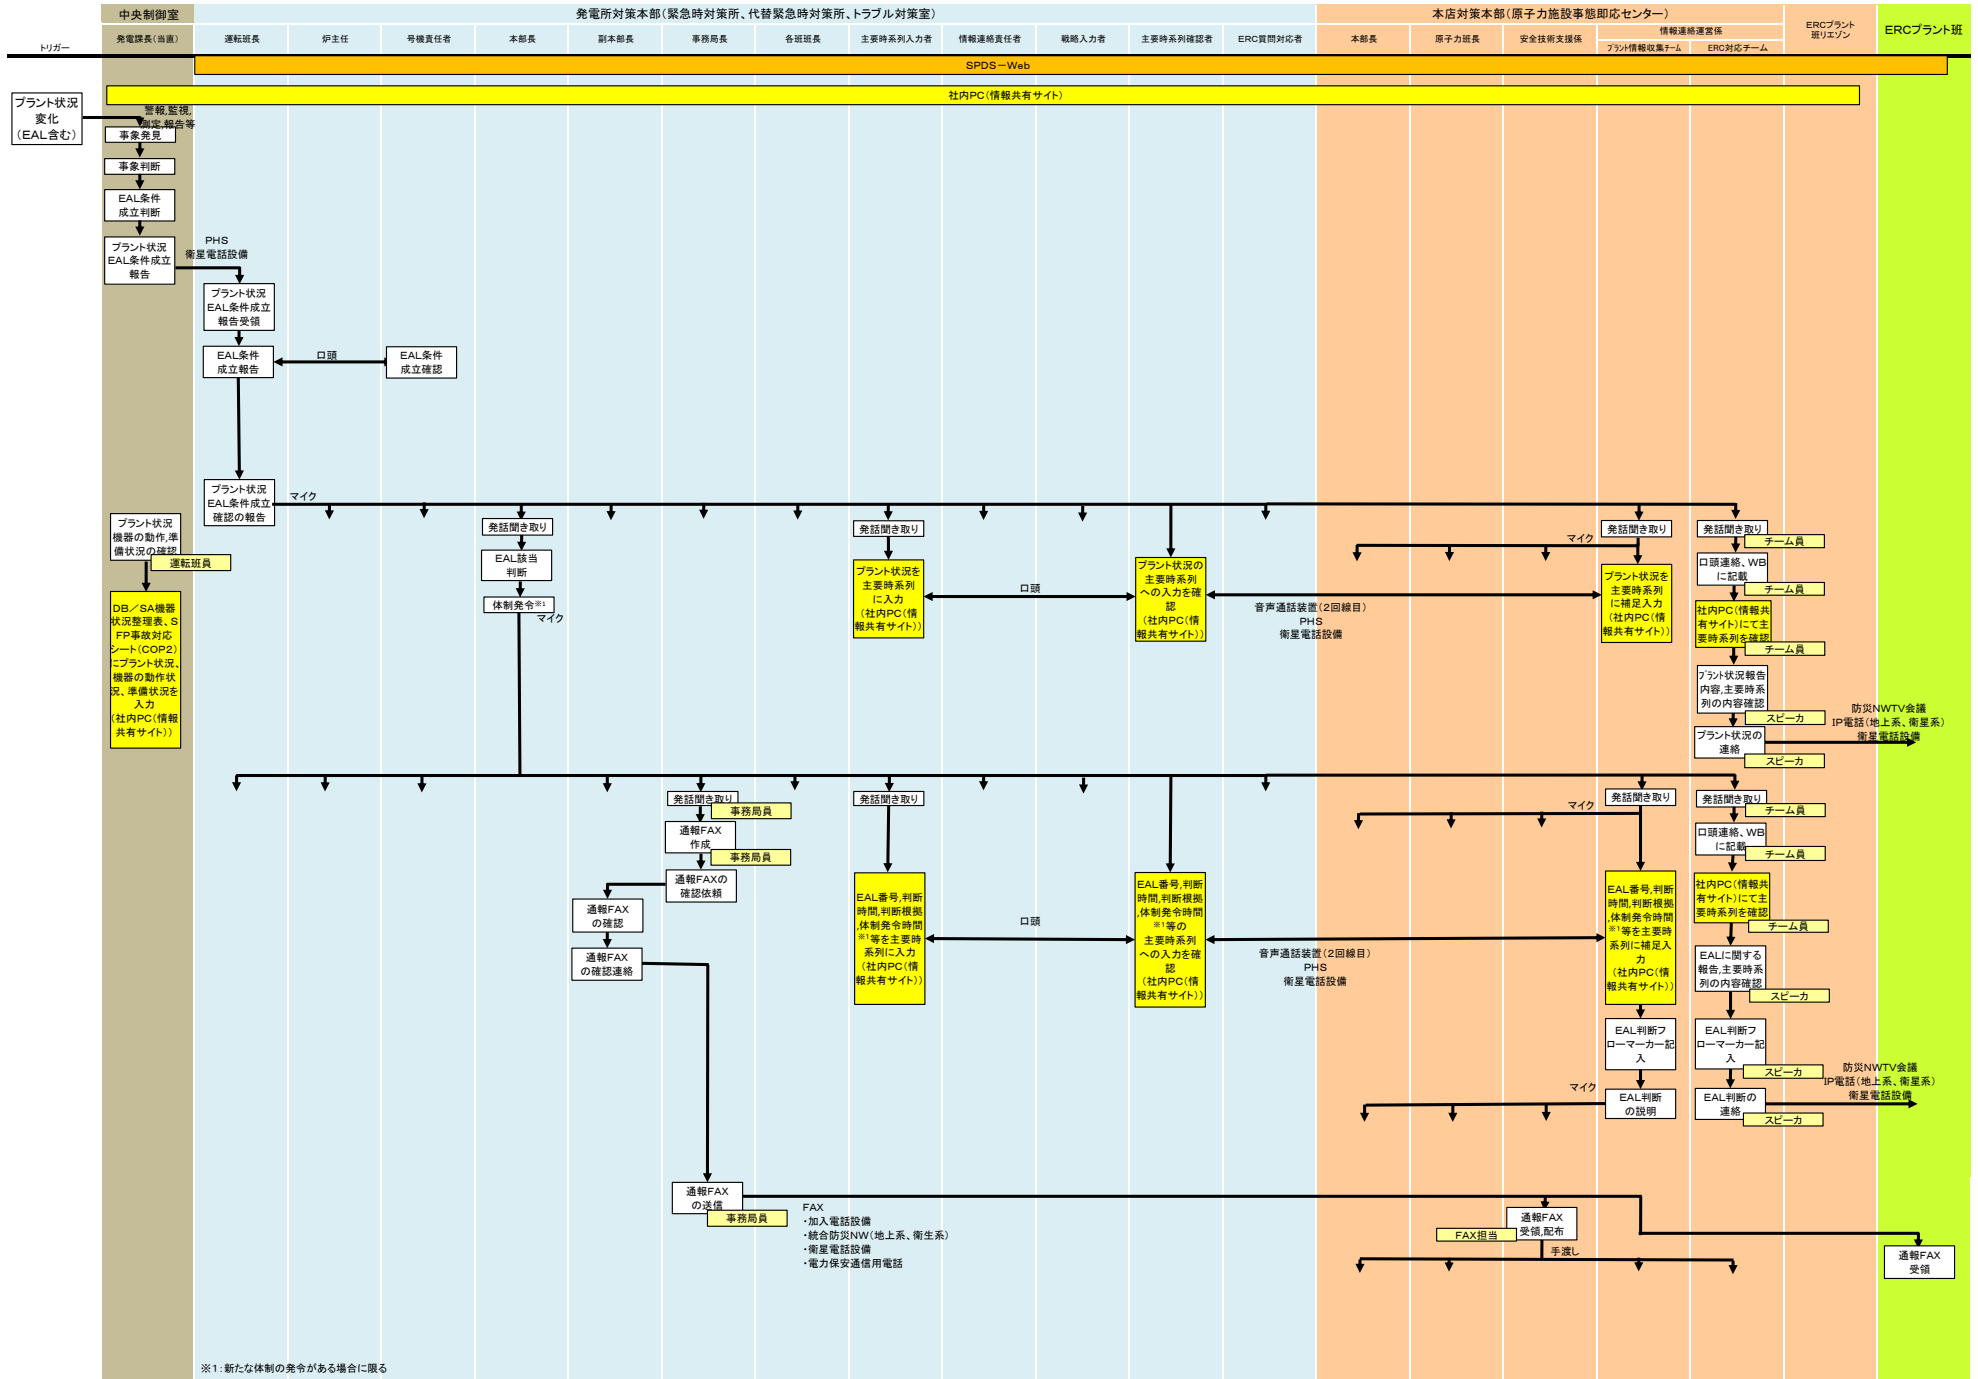 中央制御室
発電所対策本部(緊急時対策所、代替緊急時対策所、トラブル対策室)
本店対策本部(原子力施設事態即応センター)
ERCプラント
班リエゾン
ERCプラント班
トリガー
発電課長(当直)
運転班長
炉主任
号機責任者
本部長
副本部長
事務局長
各班班長
主要時系列入力者
情報連絡責任者
戦略入力者
主要時系列確認者
ERC質問対応者
本部長
原子力班長
安全技術支援係
情報連絡運営係
プラント情報収集チーム
ERC対応チーム
SPDS-Web
社内PC(情報共有サイト)
プラント状況
変化
(EAL含む)
警報,監視,
測定,報告等
事象発見
事象判断
EAL条件
成立判断
プラント状況
EAL条件成立
報告
PHS
衛星電話設備
プラント状況
EAL条件成立
報告受領
EAL条件
成立報告
口頭
EAL条件
成立確認
プラント状況
EAL条件成立
確認の報告
マイク
プラント状況
機器の動作,準
備状況の確認
運転班員
DB/SA機器
状況整理表、S
FP事故対応
シート(COP2)
にプラント状況、
機器の動作状
況、準備状況を
入力
(社内PC(情報
共有サイト))
発話聞き取り
EAL該当
判断
体制発令※1
マイク
発話聞き取り
プラント状況を
主要時系列
に入力
(社内PC(情
報共有サイト))
口頭
プラント状況の
主要時系列
への入力を確
認
(社内PC(情
報共有サイト))
音声通話装置(2回線目)
PHS
衛星電話設備
マイク
発話聞き取り
プラント状況を
主要時系列
に補足入力
(社内PC(情
報共有サイト))
発話聞き取り
チーム員
口頭連絡、WB
に記載
チーム員
社内PC(情報共
有サイト)にて主
要時系列を確認
チーム員
プラント状況報告
内容,主要時系
列の内容確認
スピーカ
プラント状況の
連絡
スピーカ
防災NWTV会議
IP電話(地上系、衛星系)
衛星電話設備
発話聞き取り
事務局員
通報FAX
作成
事務局員
通報FAXの
確認依頼
通報FAX
の確認
通報FAX
の確認連絡
発話聞き取り
EAL番号,判断
時間,判断根拠
,体制発令時間
※1等を主要時
系列に入力
(社内PC(情
報共有サイト))
口頭
EAL番号,判断
時間,判断根拠
,体制発令時間
※1等の
主要時系列
への入力を確
認
(社内PC(情
報共有サイト))
音声通話装置(2回線目)
PHS
衛星電話設備
マイク
発話聞き取り
EAL番号,判断
時間,判断根拠
,体制発令時間
※1等を主要時
系列に補足入
力
(社内PC(情
報共有サイト))
EAL判断フ
ローマーカー記
入
マイク
EAL判断
の説明
発話聞き取り
チーム員
口頭連絡、WB
に記載
チーム員
社内PC(情報共
有サイト)にて主
要時系列を確認
チーム員
EALに関する
報告,主要時系
列の内容確認
スピーカ
EAL判断フ
ローマーカー記
入
スピーカ
EAL判断の
連絡
スピーカ
防災NWTV会議
IP電話(地上系、衛星系)
衛星電話設備
通報FAX
の送信
事務局員
FAX
・加入電話設備
・統合防災NW(地上系、衛生系)
・衛星電話設備
・電力保安通信用電話
通報FAX
受領,配布
FAX担当
手渡し
通報FAX
受領
※1:新たな体制の発令がある場合に限る